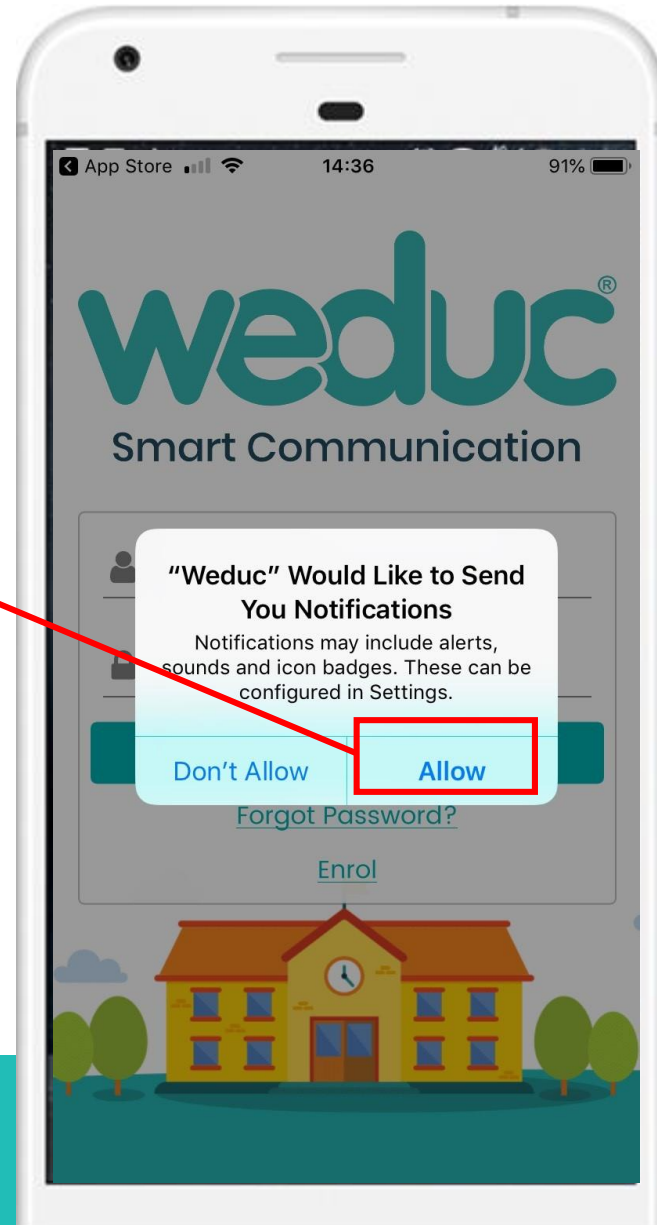 App Store 14:36 91%
weduc®
Smart Communication
“Weduc” Would Like to Send
You Notifications
Notifications may include alerts,
sounds and icon badges. These can be
configured in Settings.
Don’t Allow Allow
Forgot Password?
Enrol